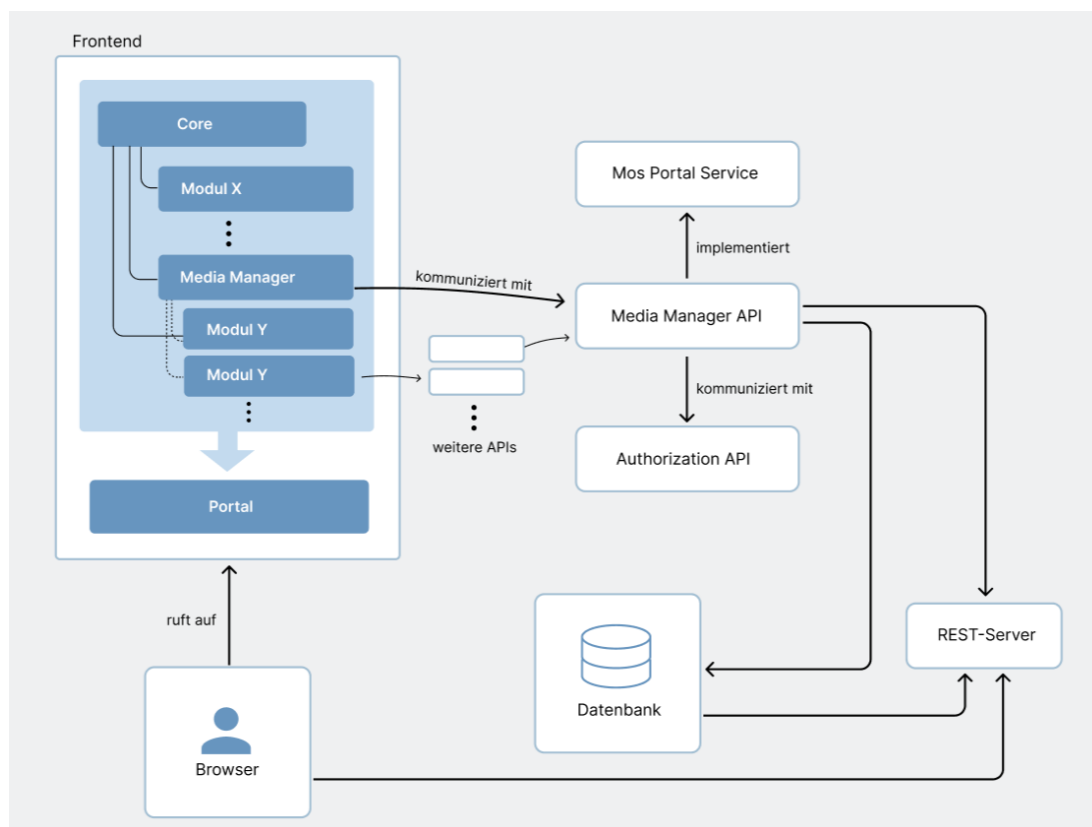 Frontend
Core
Modul X
Media Manager
Modul Y
Modul Y
Portal
kommuniziert mit
weitere APIs
Mos Portal Service
implementiert
Media Manager API
kommuniziert mit
Authorization API
ruft auf
Browser
Datenbank
REST-Server